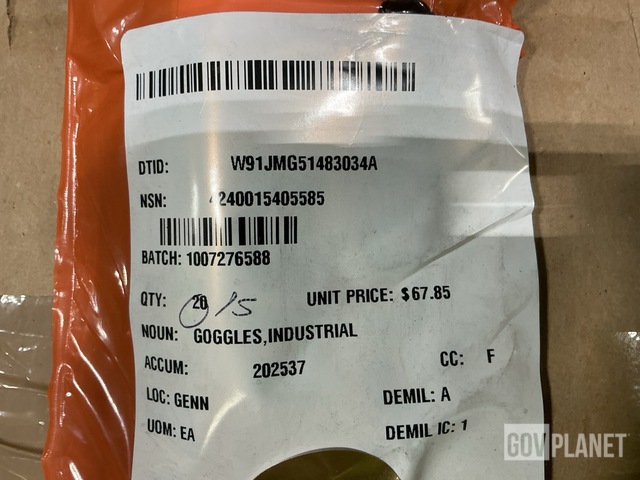 DTID: W91JMG51483034A
NSN: 4240015405585
BATCH: 1007276588
QTY: 20 15 UNIT PRICE: $67.85
NOUN: GOGGLES,INDUSTRIAL
ACCUM: 202537 CC: F
LOC: GENN DEMIL: A
UOM: EA DEMIL IC: 1
GOVPLANET